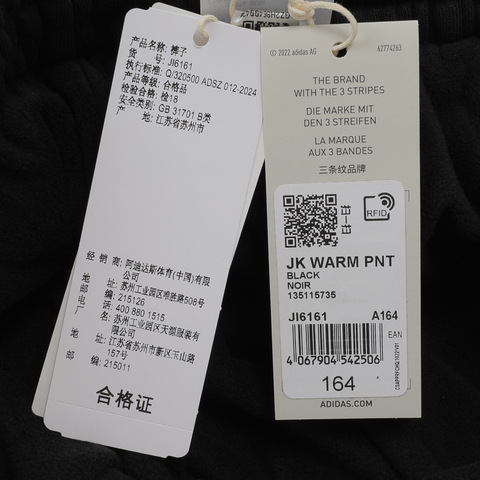 产品名称: 裤子
货 号: JI6161
执行标准: Q/320500 ADSZ 012-2024
产品等级: 合格品
检验合格: 检18
安全类别: GB 31701 B类
产 地: 江苏省苏州市
经 销 商: 阿迪达斯体育(中国)有限
公司
地 址: 苏州工业园区唯胜路508号
邮 编: 215126
电 话: 400 880 1515
厂 名: 苏州工业园区天源服装有
限公司
地 址: 江苏省苏州市新区玉山路
157号
邮 编: 215011
合格证
© 2022 adidas AG
62774263
THE BRAND
WITH THE 3 STRIPES
DIE MARKE MIT
DEN 3 STREIFEN
LA MARQUE
AUX 3 BANDES
三条纹品牌
RFID
JK WARM PNT
BLACK
NOIR
135115735
JI6161 A164
EAN
4 067904 542506
164
ADIDAS.COM